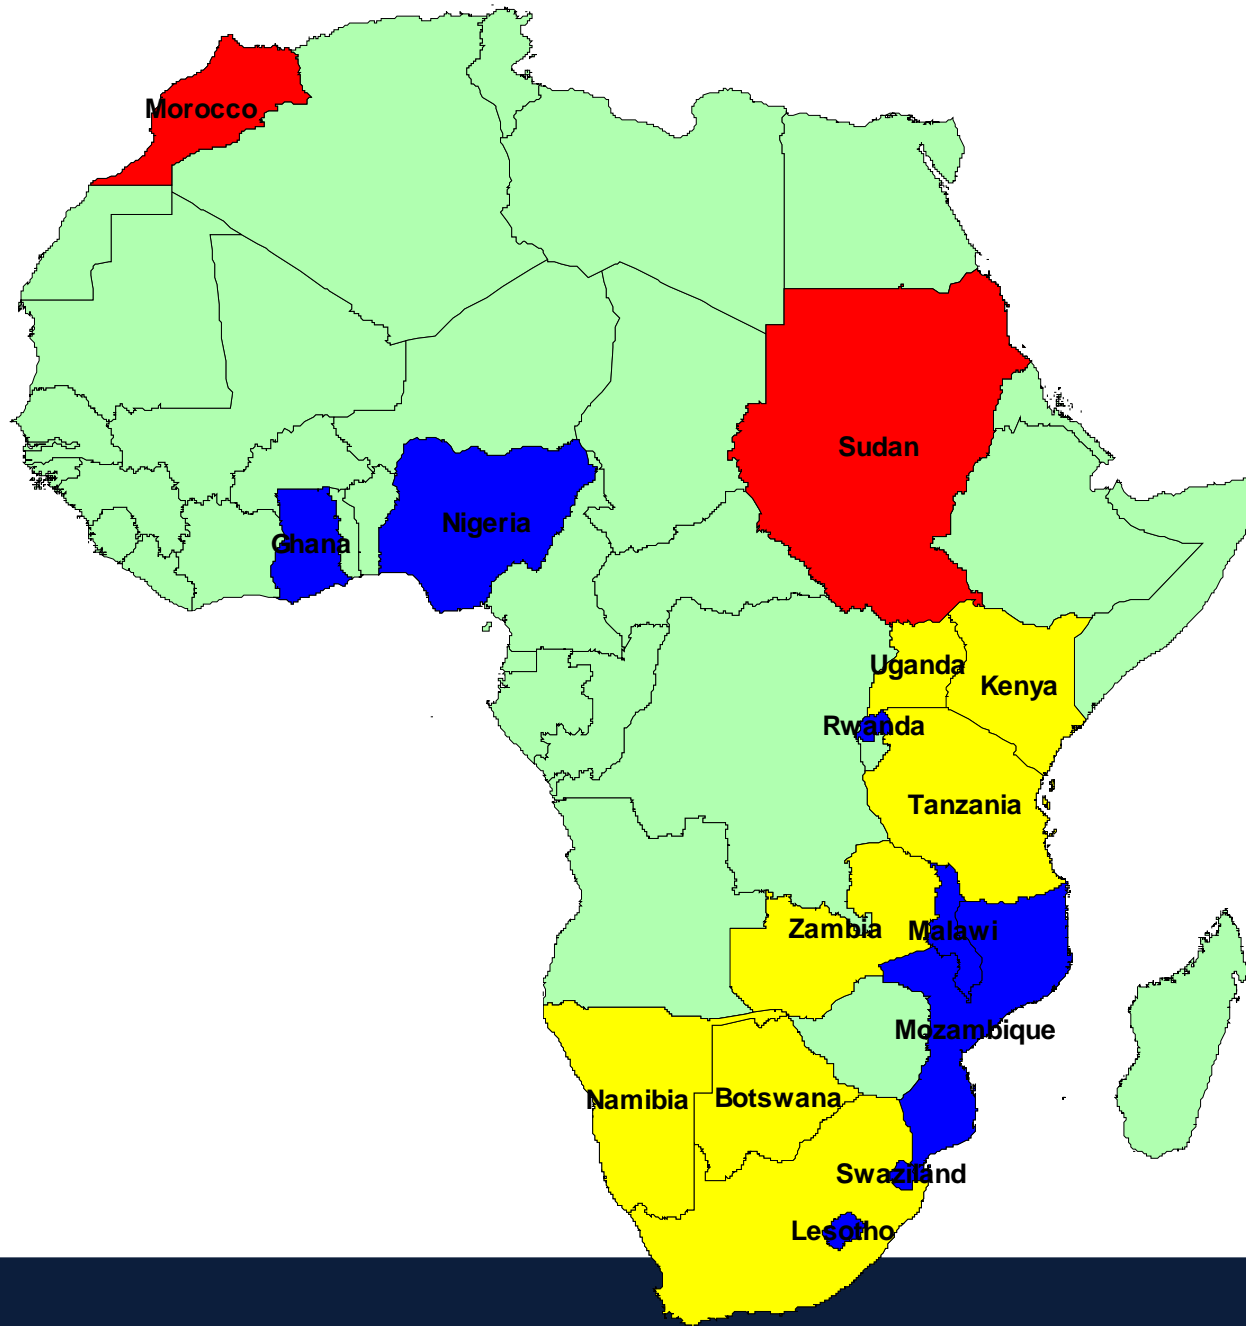 Morocco
Sudan
Nigeria
Ghana
Uganda
Kenya
Rwanda
Tanzania
Zambia
Malawi
Mozambique
Namibia
Botswana
Swaziland
Lesotho